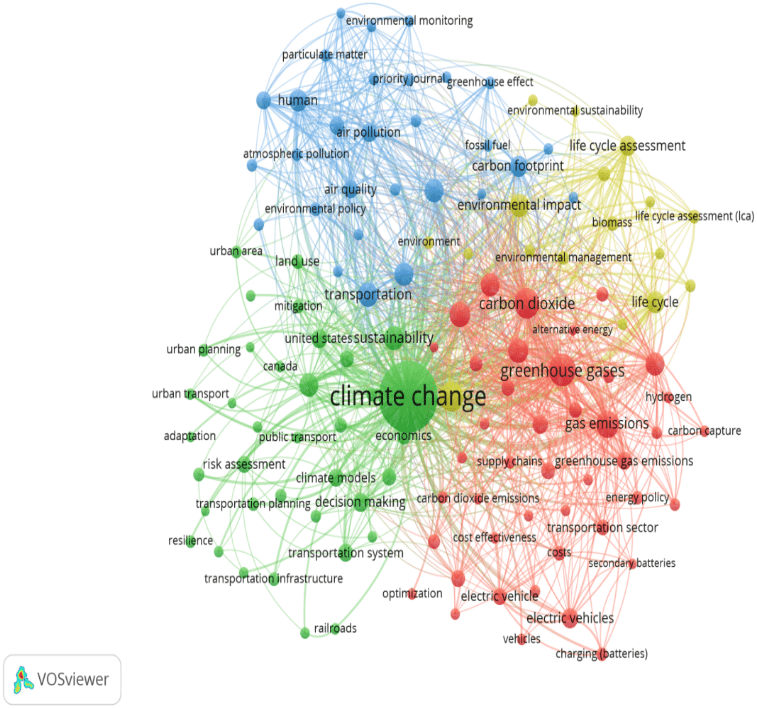 environmental monitoring
particulate matter
priority journal
greenhouse effect
human
environmental sustainability
air pollution
fossil fuel
life cycle assessment
atmospheric pollution
carbon footprint
air quality
environmental impact
environmental policy
biomass
life cycle assessment (lca)
environment
urban area
land use
environmental management
transportation
mitigation
carbon dioxide
life cycle
alternative energy
united states
sustainability
urban planning
canada
greenhouse gases
urban transport
climate change
hydrogen
adaptation
public transport
economics
gas emissions
carbon capture
risk assessment
supply chains
greenhouse gas emissions
climate models
transportation planning
decision making
carbon dioxide emissions
energy policy
transportation sector
resilience
cost effectiveness
transportation system
costs
secondary batteries
transportation infrastructure
optimization
electric vehicle
electric vehicles
railroads
vehicles
charging (batteries)
VOSviewer